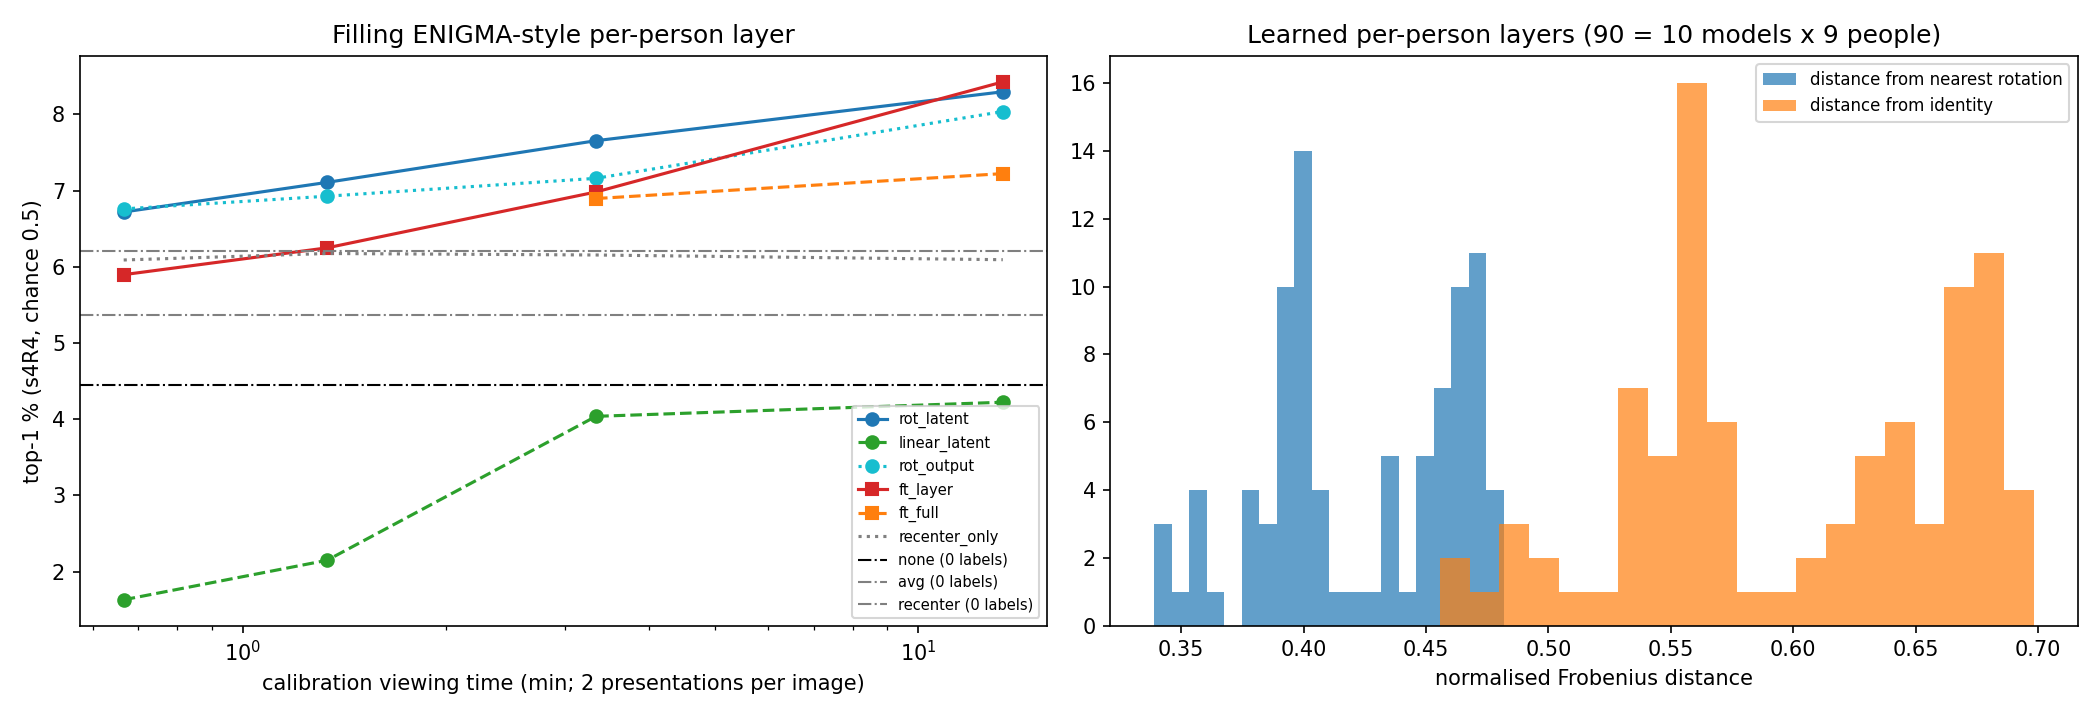 Filling ENIGMA-style per-person layer
top-1 % (s4R4, chance 0.5)
8
7
6
5
4
3
2
10⁰
10¹
calibration viewing time (min; 2 presentations per image)
rot_latent
linear_latent
rot_output
ft_layer
ft_full
recenter_only
none (0 labels)
avg (0 labels)
recenter (0 labels)
Learned per-person layers (90 = 10 models x 9 people)
distance from nearest rotation
distance from identity
16
14
12
10
8
6
4
2
0
0.35
0.40
0.45
0.50
0.55
0.60
0.65
0.70
normalised Frobenius distance